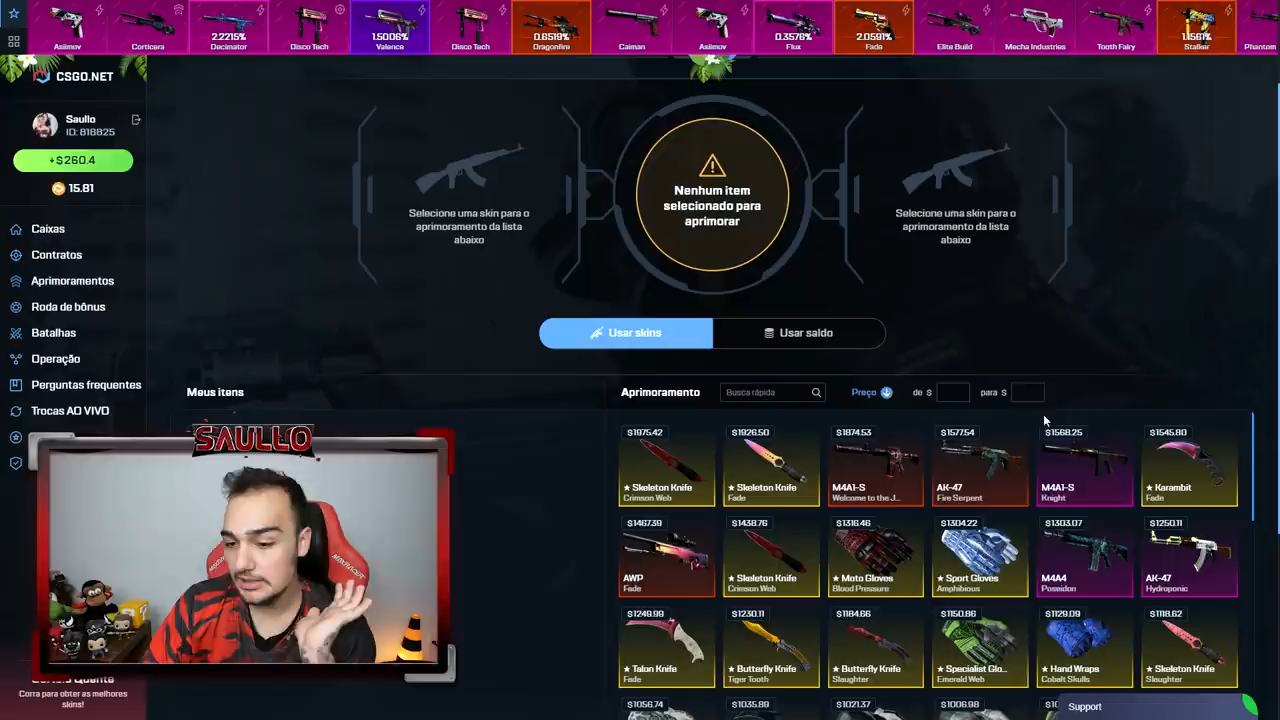 2.2215%
1.5006%
0.6519%
0.3576%
2.0591%
Asiimov
Corticera
Decimator
Disco Tech
Valence
Disco Tech
Dragonfire
Caiman
Asiimov
Flux
Fade
Elite Build
Mecha Industries
Tooth Fairy
Stalker
Phantom
CSGO.NET
Saullo
ID: 818825
+$260.4
15.81
Caixas
Contratos
Aprimoramentos
Roda de bônus
Batalhas
Operação
Perguntas frequentes
Trocas AO VIVO
Selecione uma skin para o
aprimoramento da lista
abaixo
Nenhum item
selecionado para
aprimorar
Selecione uma skin para o
aprimoramento da lista
abaixo
Usar skins
Usar saldo
Meus itens
Aprimoramento
Busca rápida
Preço
de $
para $
$1975.42
★ Skeleton Knife
Crimson Web
$1926.50
★ Skeleton Knife
Fade
$1874.53
M4A1-S
Welcome to the J...
$1577.54
AK-47
Fire Serpent
$1568.25
M4A1-S
Knight
$1545.80
★ Karambit
Fade
$1467.39
AWP
Fade
$1438.76
★ Skeleton Knife
Crimson Web
$1316.46
★ Moto Gloves
Blood Pressure
$1304.22
★ Sport Gloves
Amphibious
$1303.07
M4A4
Poseidon
$1250.11
AK-47
Hydroponic
$1249.99
★ Talon Knife
Fade
$1230.11
★ Butterfly Knife
Tiger Tooth
$1184.66
★ Butterfly Knife
Slaughter
$1150.86
★ Specialist Glo...
Emerald Web
$1129.09
★ Hand Wraps
Cobalt Skulls
$1118.62
★ Skeleton Knife
Slaughter
$1056.74
$1035.89
$1021.37
$1006.98
SAULLO
Corra para obter as melhores
skins!
Support